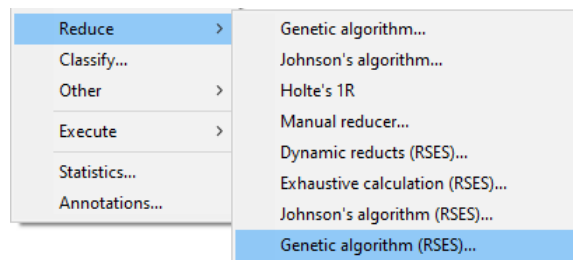 Reduce >
Classify...
Other >
Execute >
Statistics...
Annotations...
Genetic algorithm...
Johnson's algorithm...
Holte's 1R
Manual reducer...
Dynamic reducts (RSES)...
Exhaustive calculation (RSES)...
Johnson's algorithm (RSES)...
Genetic algorithm (RSES)...